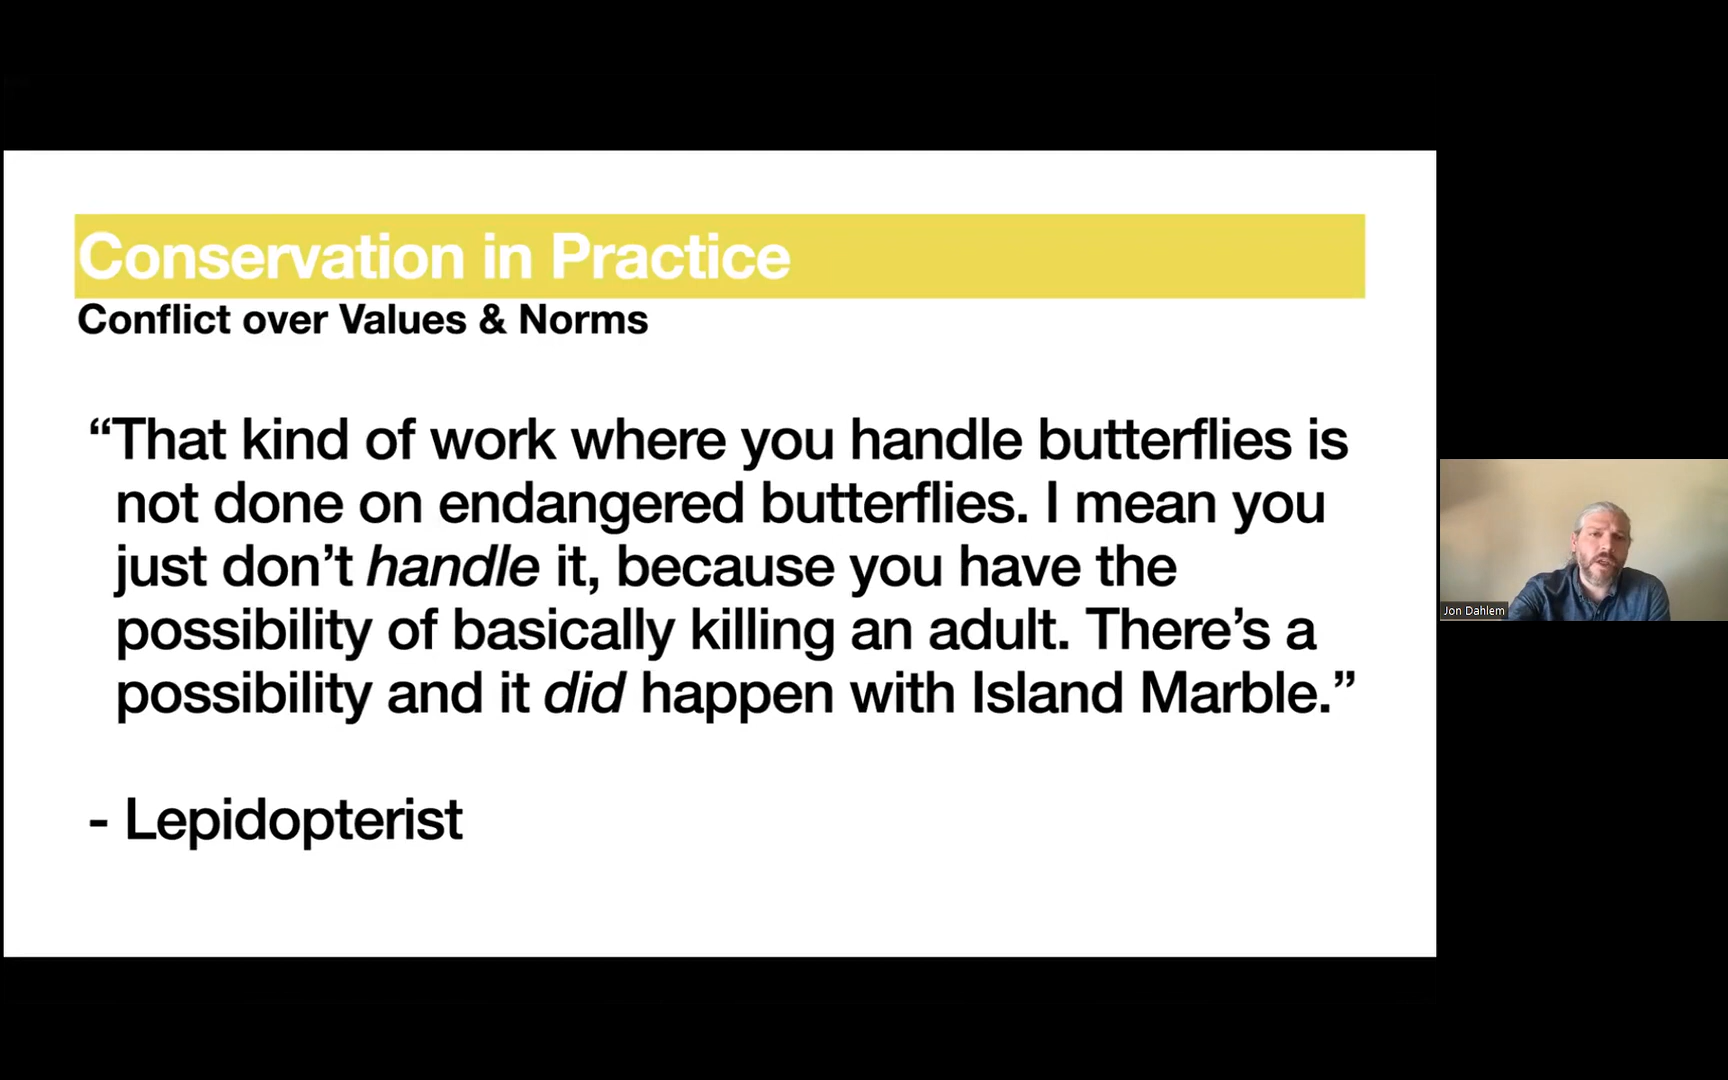 Conservation in Practice
Conflict over Values & Norms
“That kind of work where you handle butterflies is
not done on endangered butterflies. I mean you
just don’t handle it, because you have the
possibility of basically killing an adult. There’s a
possibility and it did happen with Island Marble.”
- Lepidopterist
Jon Dahlem